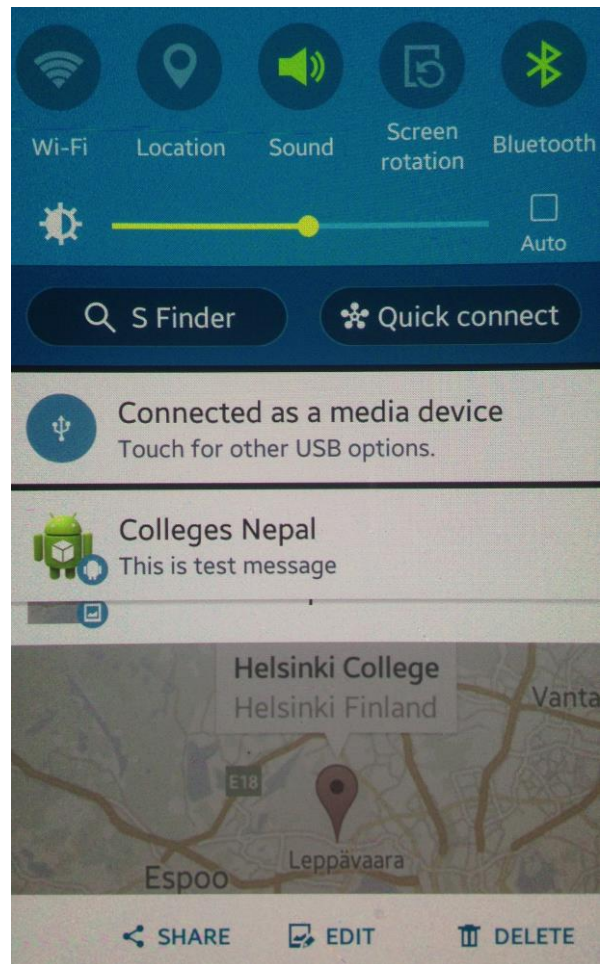 Wi-Fi
Location
Sound
Screen
rotation
Bluetooth
Auto
S Finder
Quick connect
Connected as a media device
Touch for other USB options.
Colleges Nepal
This is test message
Helsinki College
Helsinki Finland
Vanta
E18
Leppävaara
Espoo
SHARE
EDIT
DELETE